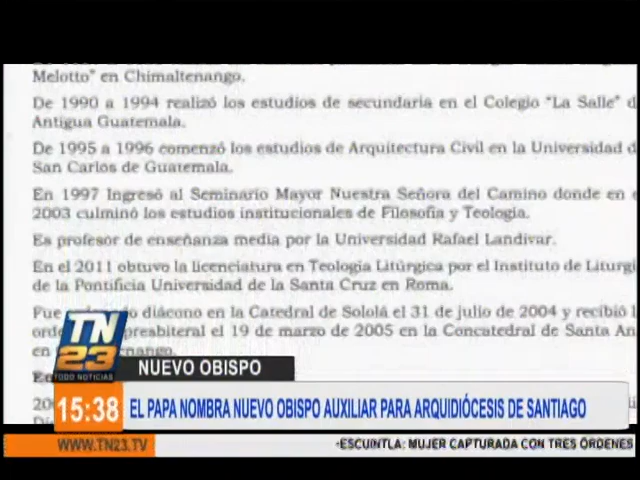 Melotto" en Chimaltenango.
De 1990 a 1994 realizó los estudios de secundaria en el Colegio "La Salle" d
Antigua Guatemala.
De 1995 a 1996 comenzó los estudios de Arquitectura Civil en la Universidad d
San Carlos de Guatemala.
En 1997 Ingresó al Seminario Mayor Nuestra Señora del Camino donde en e
2003 culminó los estudios institucionales de Filosofía y Teología.
Es profesor de enseñanza media por la Universidad Rafael Landívar.
En el 2011 obtuvo la licenciatura en Teología Litúrgica por el Instituto de Liturgi
de la Pontificia Universidad de la Santa Cruz en Roma.
Fue diácono en la Catedral de Sololá el 31 de julio de 2004 y recibió l
orde presbiteral el 19 de marzo de 2005 en la Concatedral de Santa An
en nango.
TN
23
TODO NOTICIAS
NUEVO OBISPO
15:38
EL PAPA NOMBRA NUEVO OBISPO AUXILIAR PARA ARQUIDIÓCESIS DE SANTIAGO
WWW.TN23.TV
-ESCUINTLA: MUJER CAPTURADA CON TRES ÓRDENES